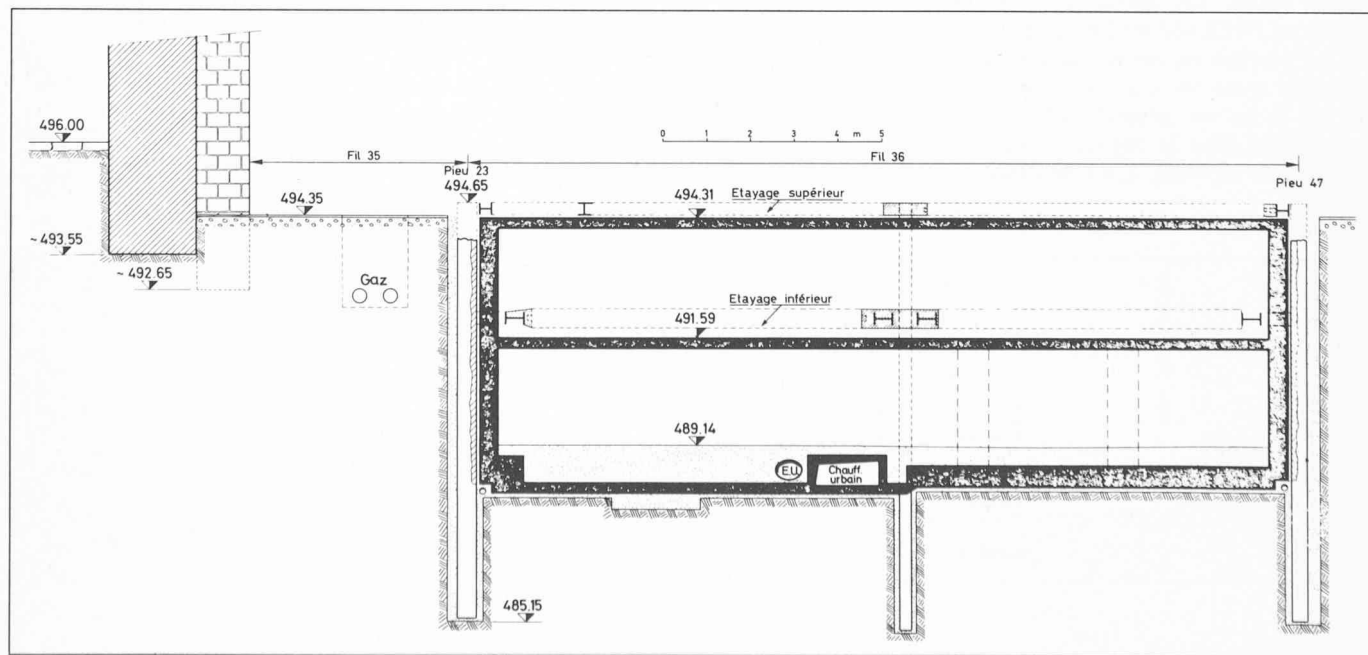 496.00
0 1 2 3 4 m 5
Fil 35
Fil 36
Pieu 23
494.65
Pieu 47
Etayage supérieur
494.35
494.31
~ 493.55
~ 492.65
Gaz
Etayage inférieur
491.59
489.14
E.U.
Chauff.
urbain
485.15